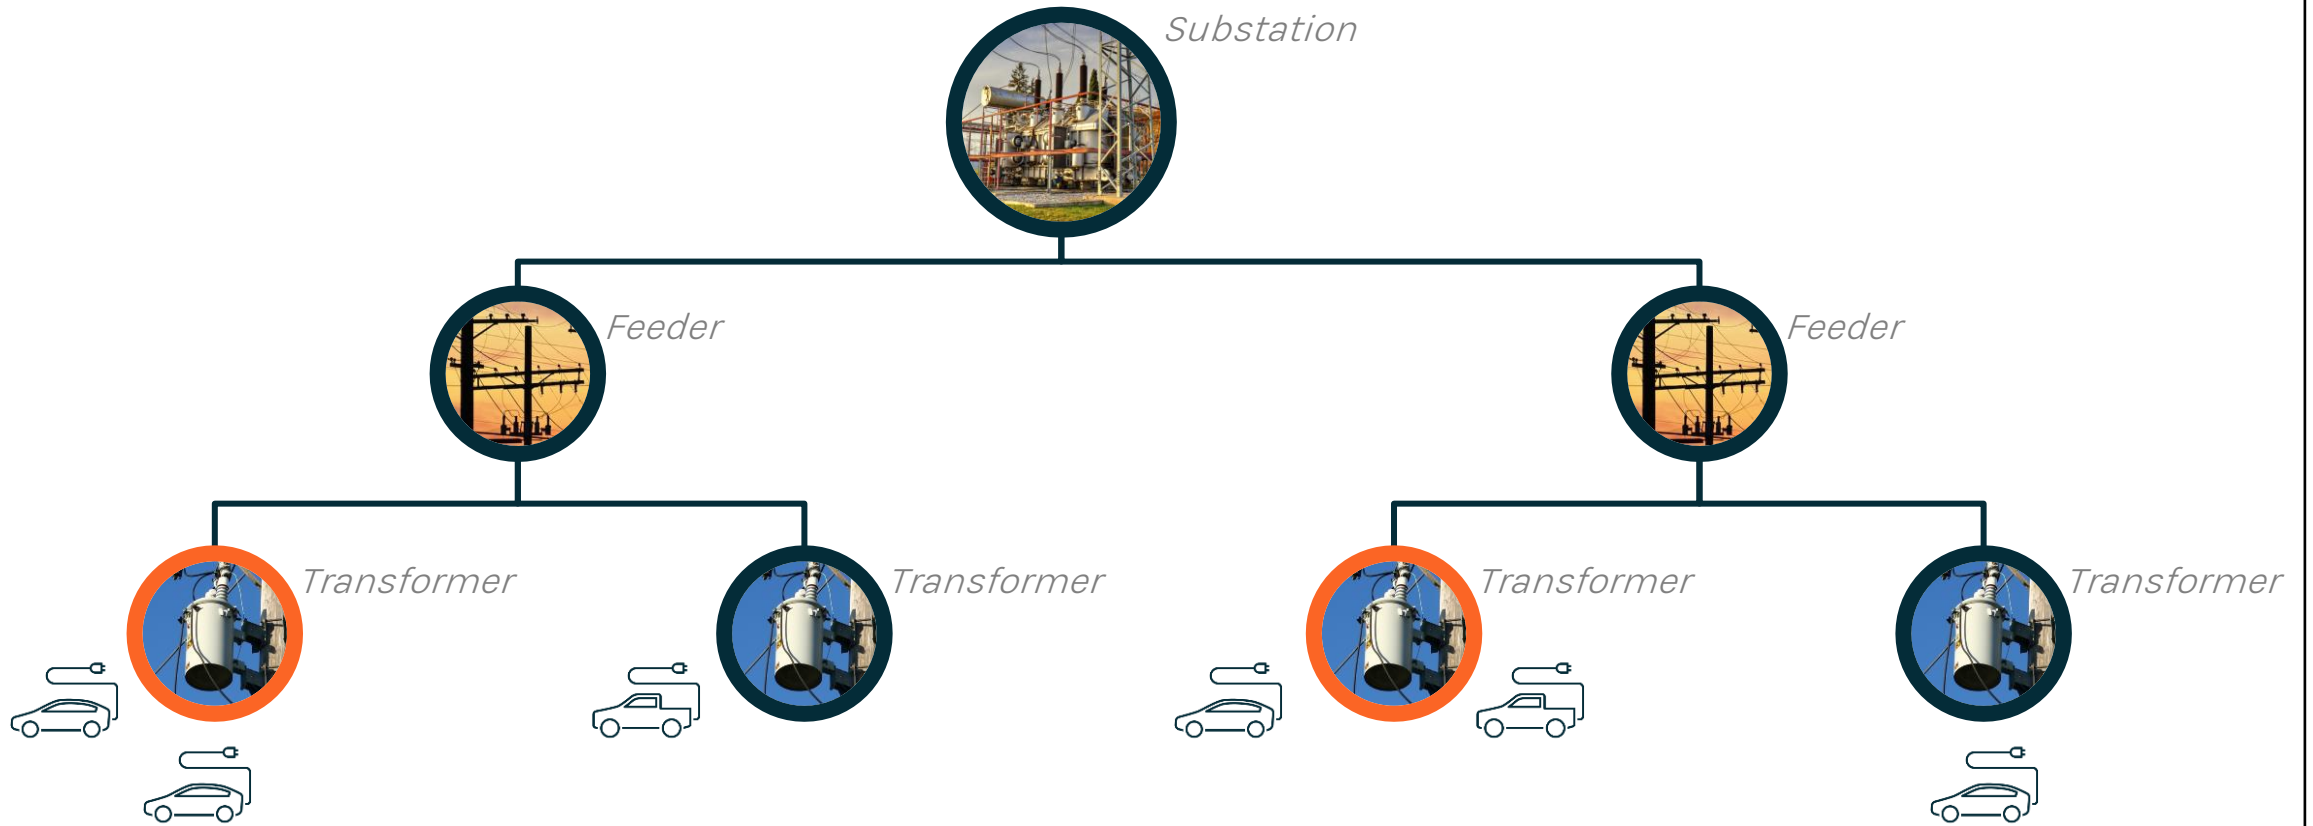 Substation
Feeder
Feeder
Transformer
Transformer
Transformer
Transformer